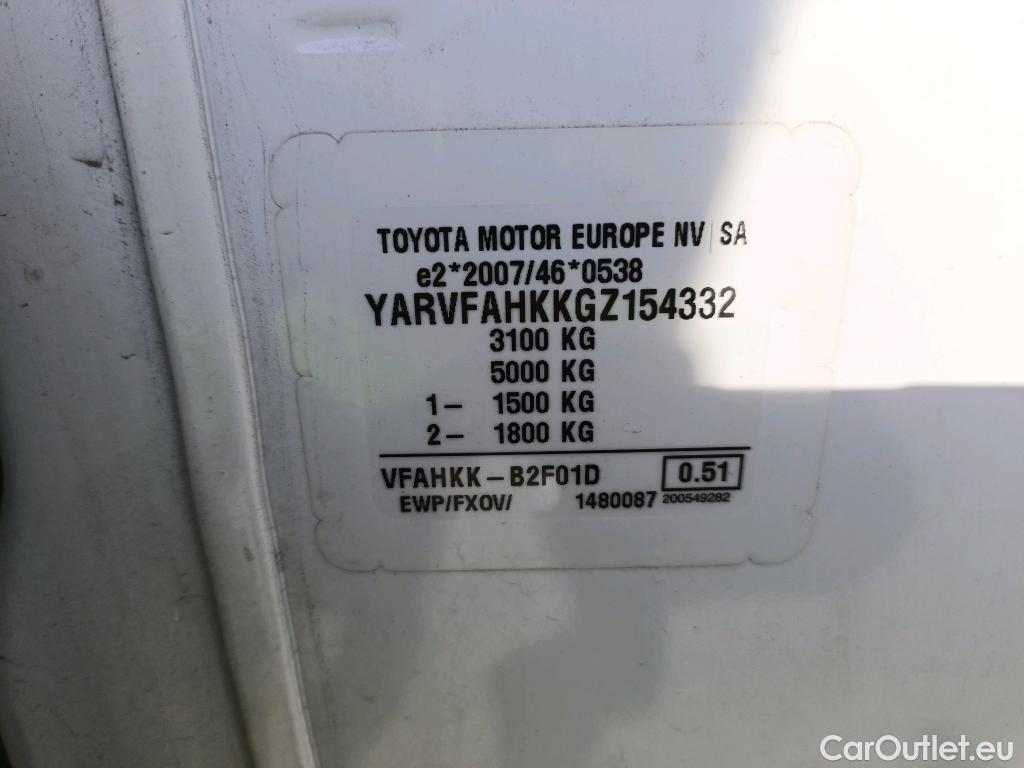 TOYOTA MOTOR EUROPE NV | SA
e2*2007/46*0538
YARVFAHKKGZ154332
3100 KG
5000 KG
1- 1500 KG
2- 1800 KG
VFAHKK-B2F01D 0.51
EWP/FXOV/ 1480087 200549282
CarOutlet.eu